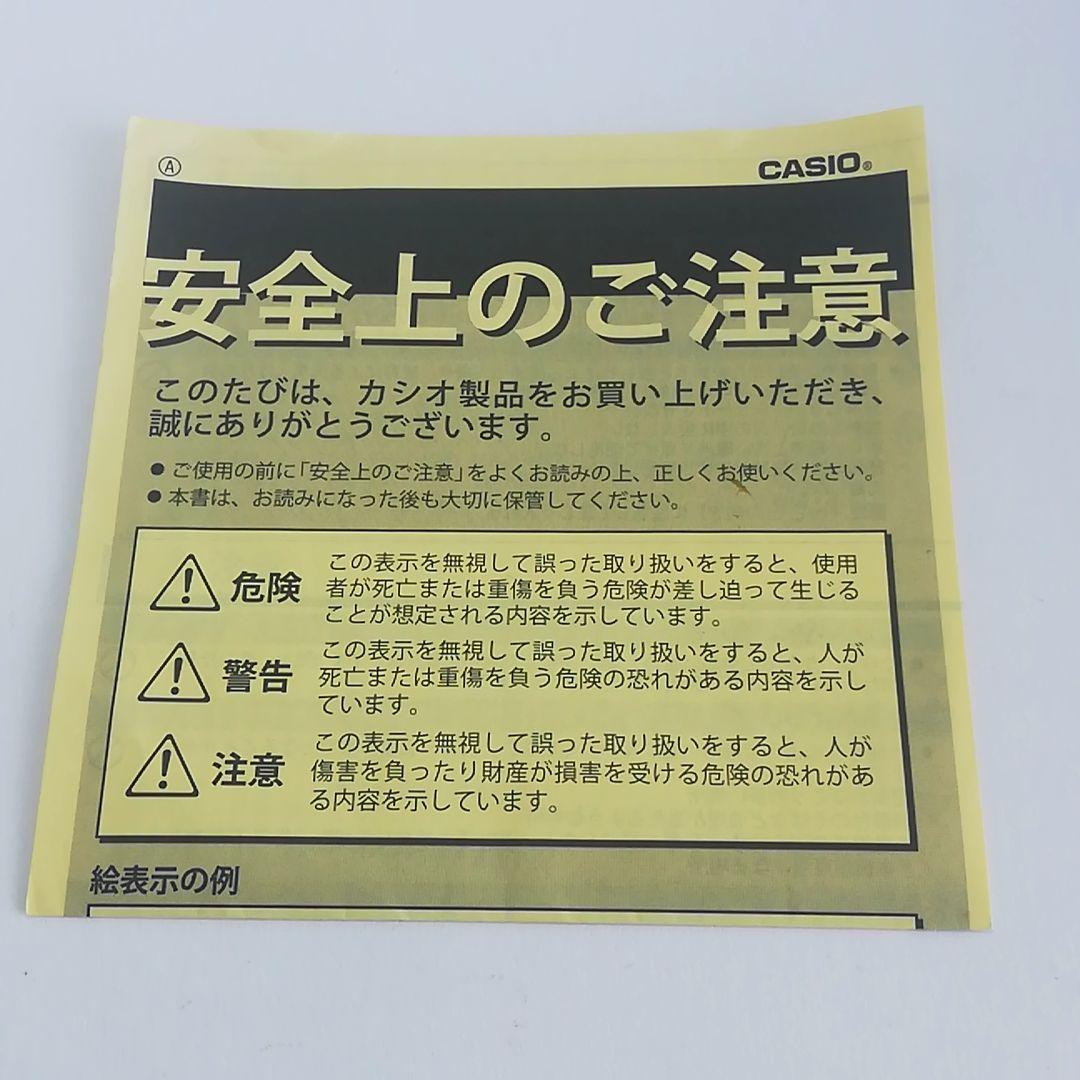 Ⓐ
CASIO®
安全上のご注意
このたびは、カシオ製品をお買い上げいただき、
誠にありがとうございます。
● ご使用の前に「安全上のご注意」をよくお読みの上、正しくお使いください。
● 本書は、お読みになった後も大切に保管してください。
危険
この表示を無視して誤った取り扱いをすると、使用
者が死亡または重傷を負う危険が差し迫って生じる
ことが想定される内容を示しています。
警告
この表示を無視して誤った取り扱いをすると、人が
死亡または重傷を負う危険の恐れがある内容を示し
ています。
注意
この表示を無視して誤った取り扱いをすると、人が
傷害を負ったり財産が損害を受ける危険の恐れがあ
る内容を示しています。
絵表示の例